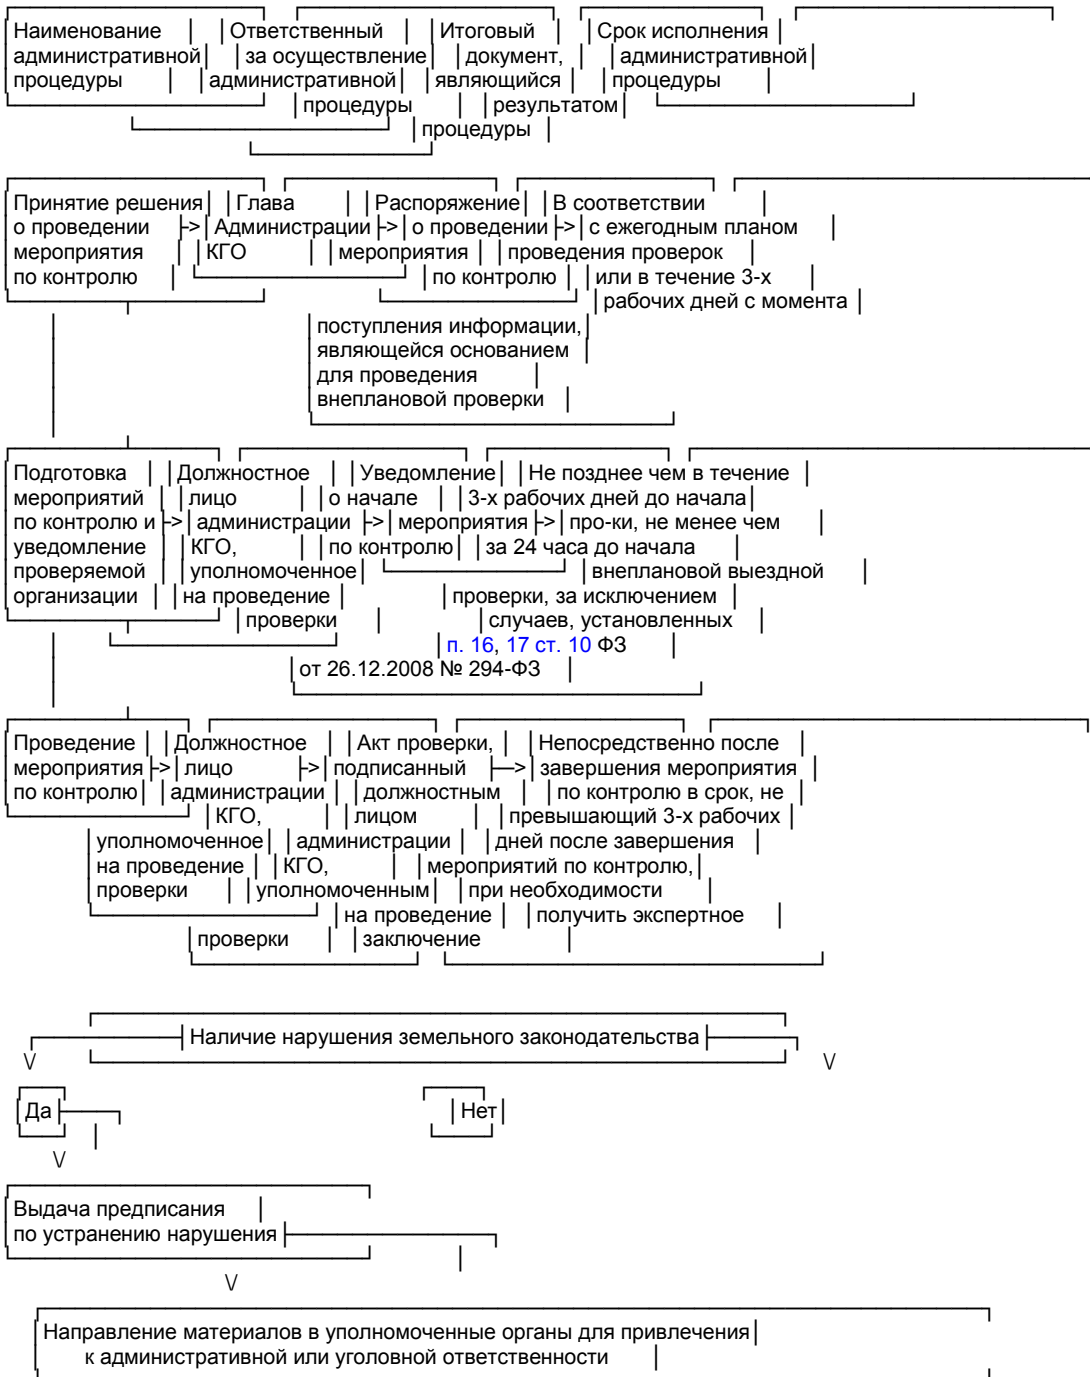 Наименование Ответственный Итоговый Срок исполнения
административной за осуществление документ, административной
процедуры административной являющийся процедуры
процедуры результатом
процедуры
Принятие решения Глава Распоряжение В соответствии
о проведении Администрации о проведении с ежегодным планом
мероприятия КГО мероприятия проведения проверок
по контролю по контролю или в течение 3-х
рабочих дней с момента
поступления информации,
являющейся основанием
для проведения
внеплановой проверки
Подготовка Должностное Уведомление Не позднее чем в течение
мероприятий лицо о начале 3-х рабочих дней до начала
по контролю и администрации мероприятия про-ки, не менее чем
уведомление КГО, по контролю за 24 часа до начала
проверяемой уполномоченное внеплановой выездной
организации на проведение проверки, за исключением
проверки случаев, установленных
п. 16, 17 ст. 10 ФЗ
от 26.12.2008 № 294-ФЗ
Проведение Должностное Акт проверки, Непосредственно после
мероприятия лицо подписанный завершения мероприятия
по контролю администрации должностным по контролю в срок, не
КГО, лицом превышающий 3-х рабочих
уполномоченное администрации дней после завершения
на проведение КГО, мероприятий по контролю,
проверки уполномоченным при необходимости
на проведение получить экспертное
проверки заключение
Наличие нарушения земельного законодательства
Да Нет
Выдача предписания
по устранению нарушения
Направление материалов в уполномоченные органы для привлечения
к административной или уголовной ответственности